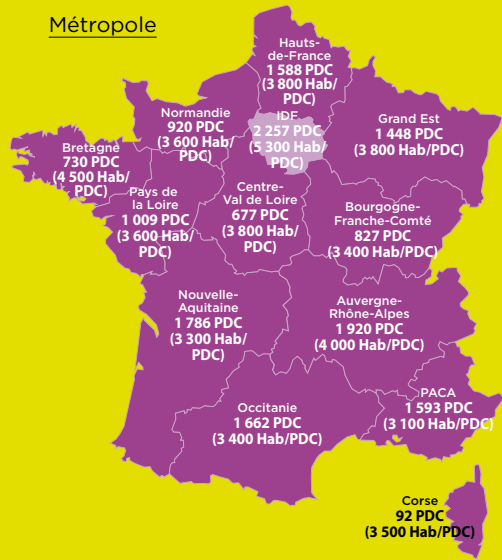 Métropole
Hauts-
de-France
1 588 PDC
(3 800 Hab/
PDC)
IDF
2 257 PDC
(5 300 Hab/
PDC)
Normandie
920 PDC
(3 600 Hab/
PDC)
Grand Est
1 448 PDC
(3 800 Hab/PDC)
Bretagne
730 PDC
(4 500 Hab/
PDC)
Pays de
la Loire
1 009 PDC
(3 600 Hab/
PDC)
Centre-
Val de Loire
677 PDC
(3 800 Hab/
PDC)
Bourgogne-
Franche-Comté
827 PDC
(3 400 Hab/PDC)
Nouvelle-
Aquitaine
1 786 PDC
(3 300 Hab/
PDC)
Auvergne-
Rhône-Alpes
1 920 PDC
(4 000 Hab/PDC)
Occitanie
1 662 PDC
(3 400 Hab/PDC)
PACA
1 593 PDC
(3 100 Hab/PDC)
Corse
92 PDC
(3 500 Hab/PDC)